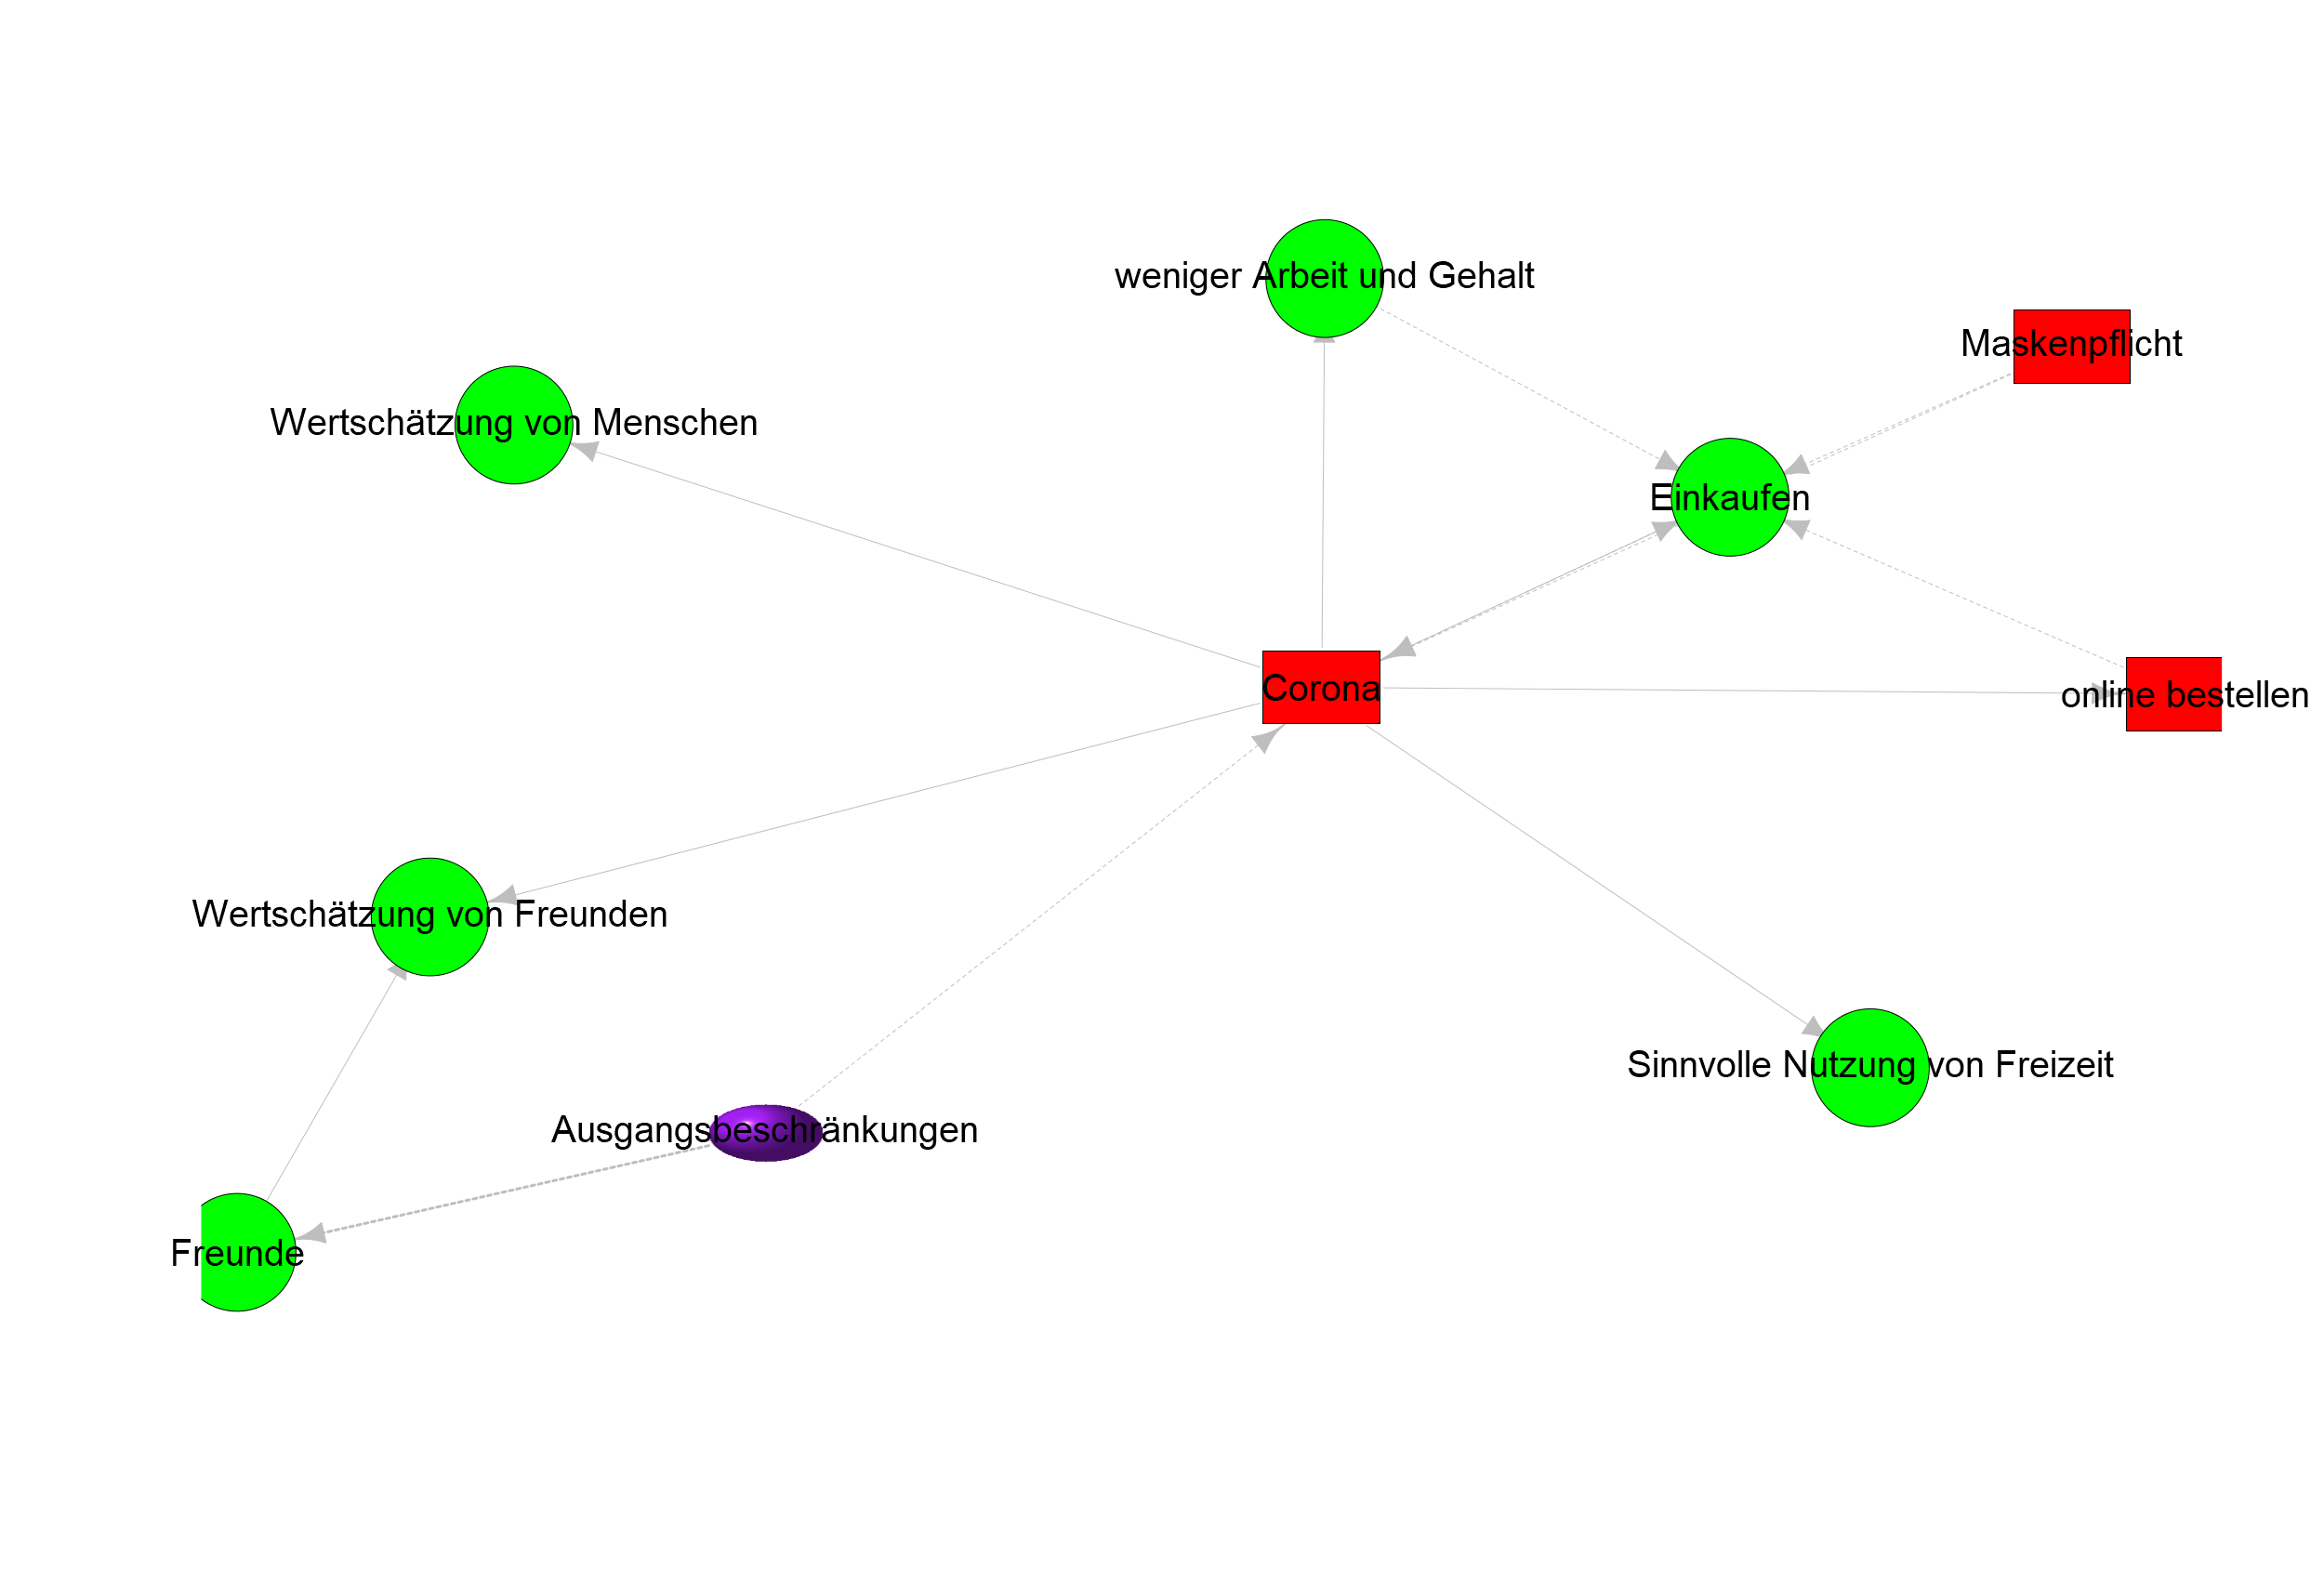 weniger Arbeit und Gehalt
Maskenpflicht
Wertschätzung von Menschen
Einkaufen
Corona
online bestellen
Wertschätzung von Freunden
Sinnvolle Nutzung von Freizeit
Ausgangsbeschränkungen
Freunde